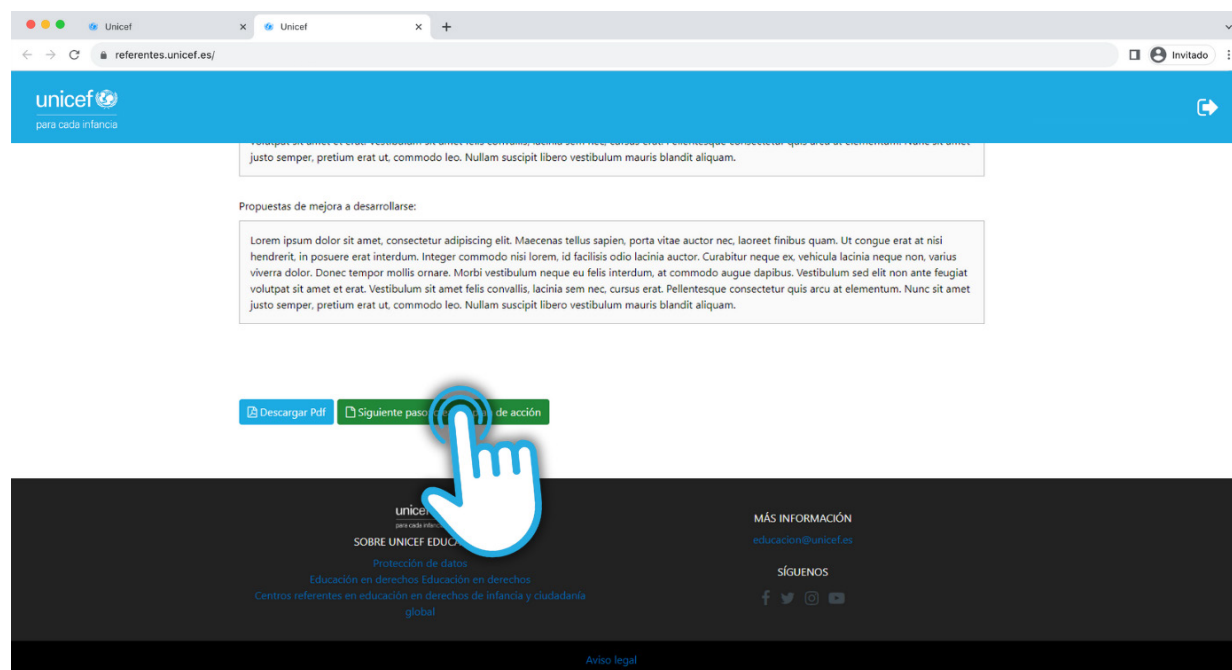 Unicef
Unicef
referentes.unicef.es/
Invitado
unicef
para cada infancia
justo semper, pretium erat ut, commodo leo. Nullam suscipit libero vestibulum mauris blandit aliquam.
Propuestas de mejora a desarrollarse:
Lorem ipsum dolor sit amet, consectetur adipiscing elit. Maecenas tellus sapien, porta vitae auctor nec, laoreet finibus quam. Ut congue erat at nisi
hendrerit, in posuere erat interdum. Integer commodo nisi lorem, id facilisis odio lacinia auctor. Curabitur neque ex, vehicula lacinia neque non, varius
viverra dolor. Donec tempor mollis ornare. Morbi vestibulum neque eu felis interdum, at commodo augue dapibus. Vestibulum sed elit non ante feugiat
volutpat sit amet et erat. Vestibulum sit amet felis convallis, lacinia sem nec, cursus erat. Pellentesque consectetur quis arcu at elementum. Nunc sit amet
justo semper, pretium erat ut, commodo leo. Nullam suscipit libero vestibulum mauris blandit aliquam.
Descargar Pdf
Siguiente paso de acción
unicef
para cada
SOBRE UNICEF
Protección de datos
Educación en derechos Educación en derechos
Centros referentes en educación en derechos de infancia y ciudadanía
global
MÁS INFORMACIÓN
educacion@unicef.es
SÍGUENOS
Aviso legal